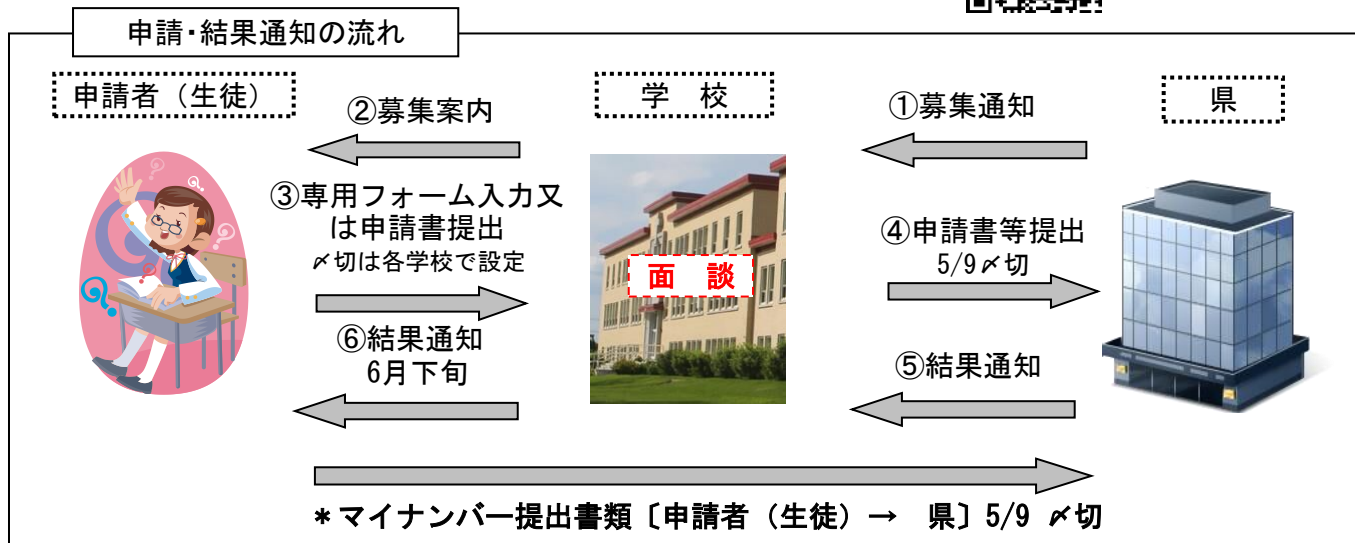 申請・結果通知の流れ
申請者（生徒）
学　校
県
②募集案内
①募集通知
③専用フォーム入力又
は申請書提出
〆切は各学校で設定
面　談
④申請書等提出
5/9〆切
⑥結果通知
6月下旬
⑤結果通知
＊マイナンバー提出書類〔申請者（生徒）→　県〕5/9 〆切